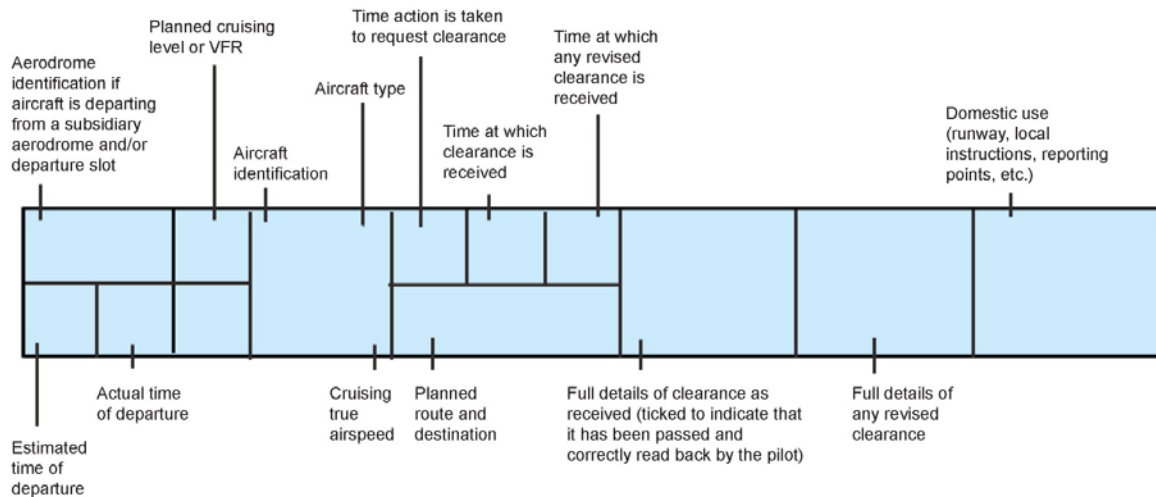 Aerodrome
identification if
aircraft is departing
from a subsidiary
aerodrome and/or
departure slot
Planned cruising
level or VFR
Aircraft
identification
Aircraft type
Time action is taken
to request clearance
Time at which
clearance is
received
Time at which
any revised
clearance is
received
Domestic use
(runway, local
instructions, reporting
points, etc.)
Estimated
time of
departure
Actual time
of departure
Cruising
true
airspeed
Planned
route and
destination
Full details of clearance as
received (ticked to indicate that
it has been passed and
correctly read back by the pilot)
Full details of
any revised
clearance